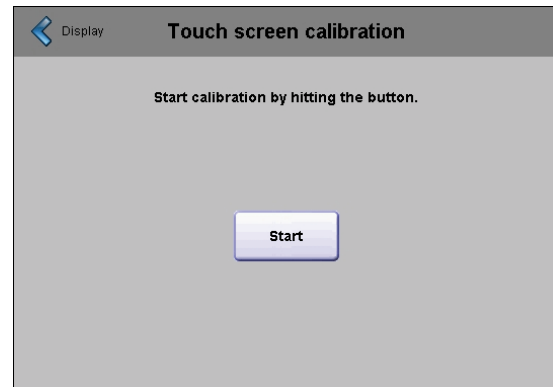 Display
Touch screen calibration
Start calibration by hitting the button.
Start